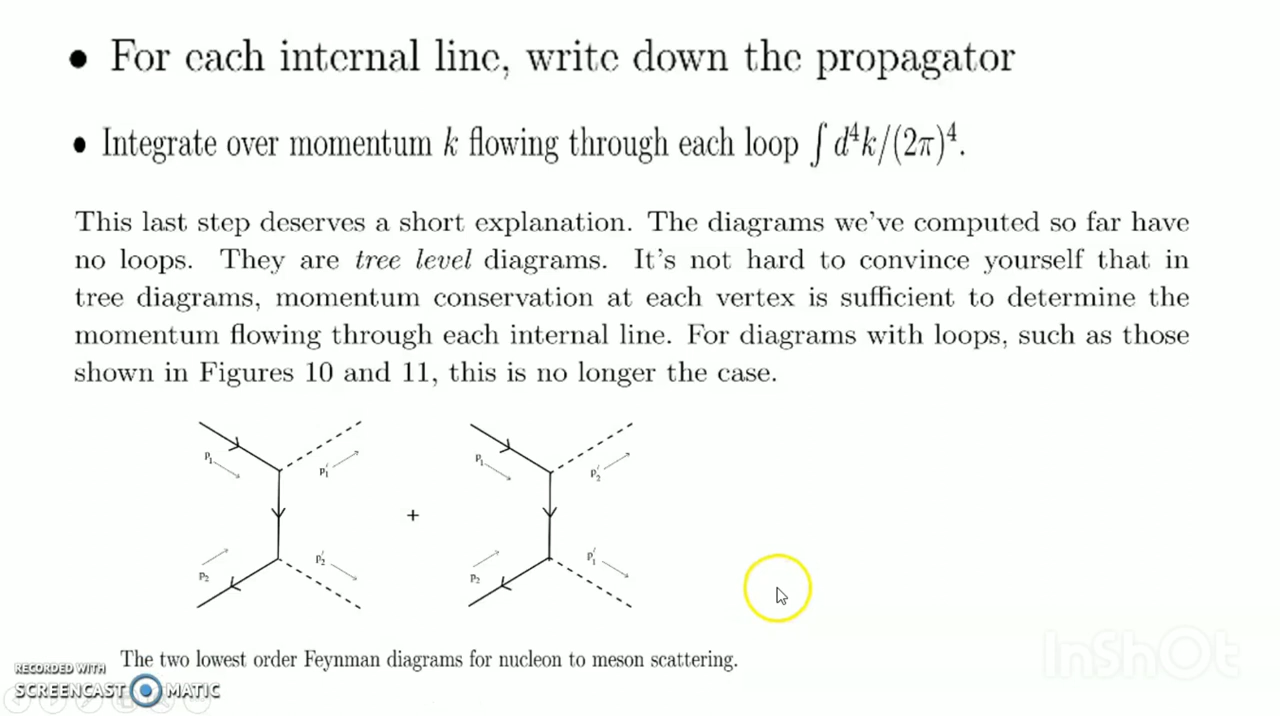 • For each internal line, write down the propagator
• Integrate over momentum k flowing through each loop ∫ d⁴k/(2π)⁴.
This last step deserves a short explanation. The diagrams we've computed so far have
no loops. They are tree level diagrams. It's not hard to convince yourself that in
tree diagrams, momentum conservation at each vertex is sufficient to determine the
momentum flowing through each internal line. For diagrams with loops, such as those
shown in Figures 10 and 11, this is no longer the case.
p₁ p₁′
p₂ p₂′
+
p₁ p₂′
p₂ p₁′
The two lowest order Feynman diagrams for nucleon to meson scattering.
RECORDED WITH
SCREENCAST MATIC
InShOt